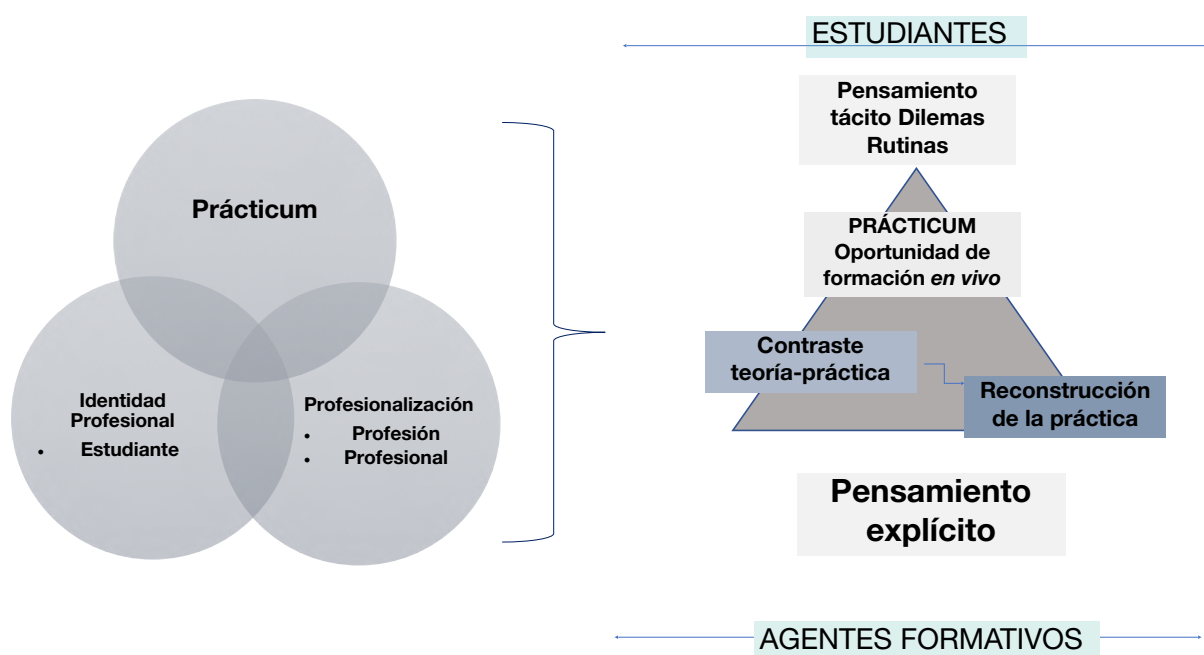 Prácticum
Identidad
Profesional
• Estudiante
Profesionalización
• Profesión
• Profesional
ESTUDIANTES
Pensamiento
tácito Dilemas
Rutinas
PRÁCTICUM
Oportunidad de
formación en vivo
Contraste
teoría-práctica
Reconstrucción
de la práctica
Pensamiento
explícito
AGENTES FORMATIVOS